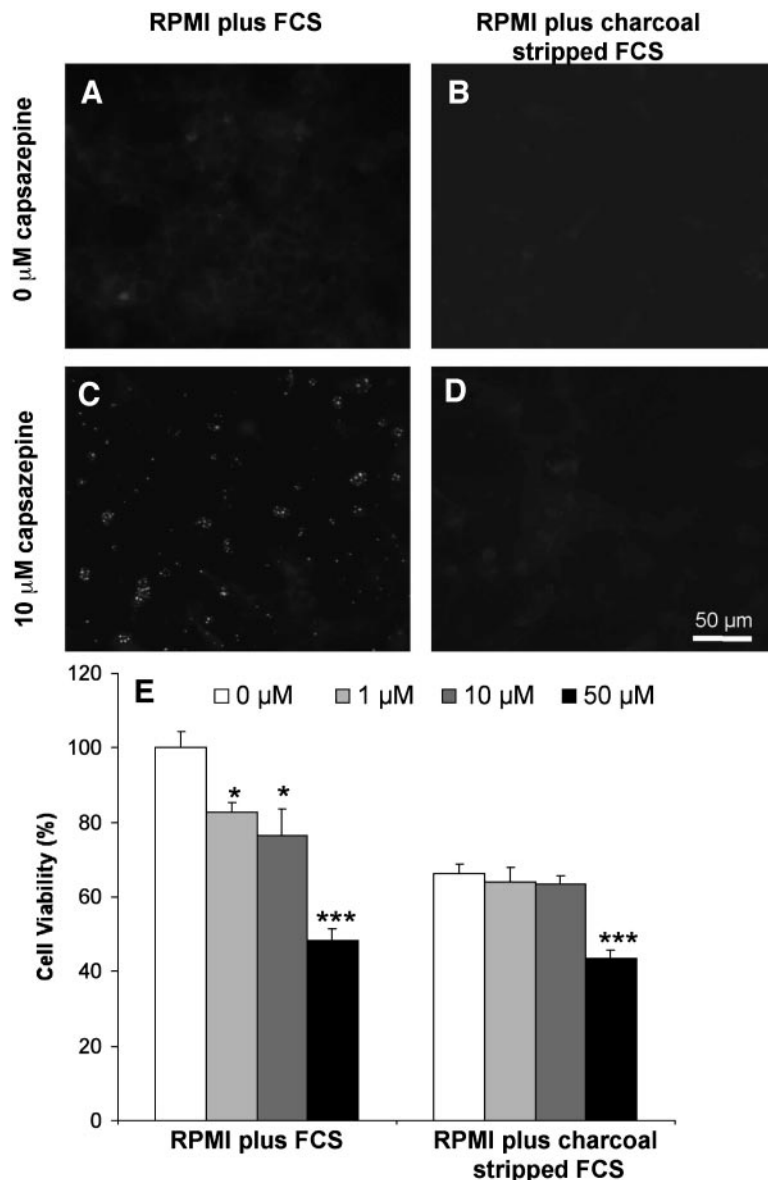 RPMI plus FCS
RPMI plus charcoal
stripped FCS
0 µM capsazepine
A
B
10 µM capsazepine
C
D
50 µm
120
100
80
60
40
20
0
Cell Viability (%)
E
0 µM
1 µM
10 µM
50 µM
*
*
***
***
RPMI plus FCS
RPMI plus charcoal
stripped FCS